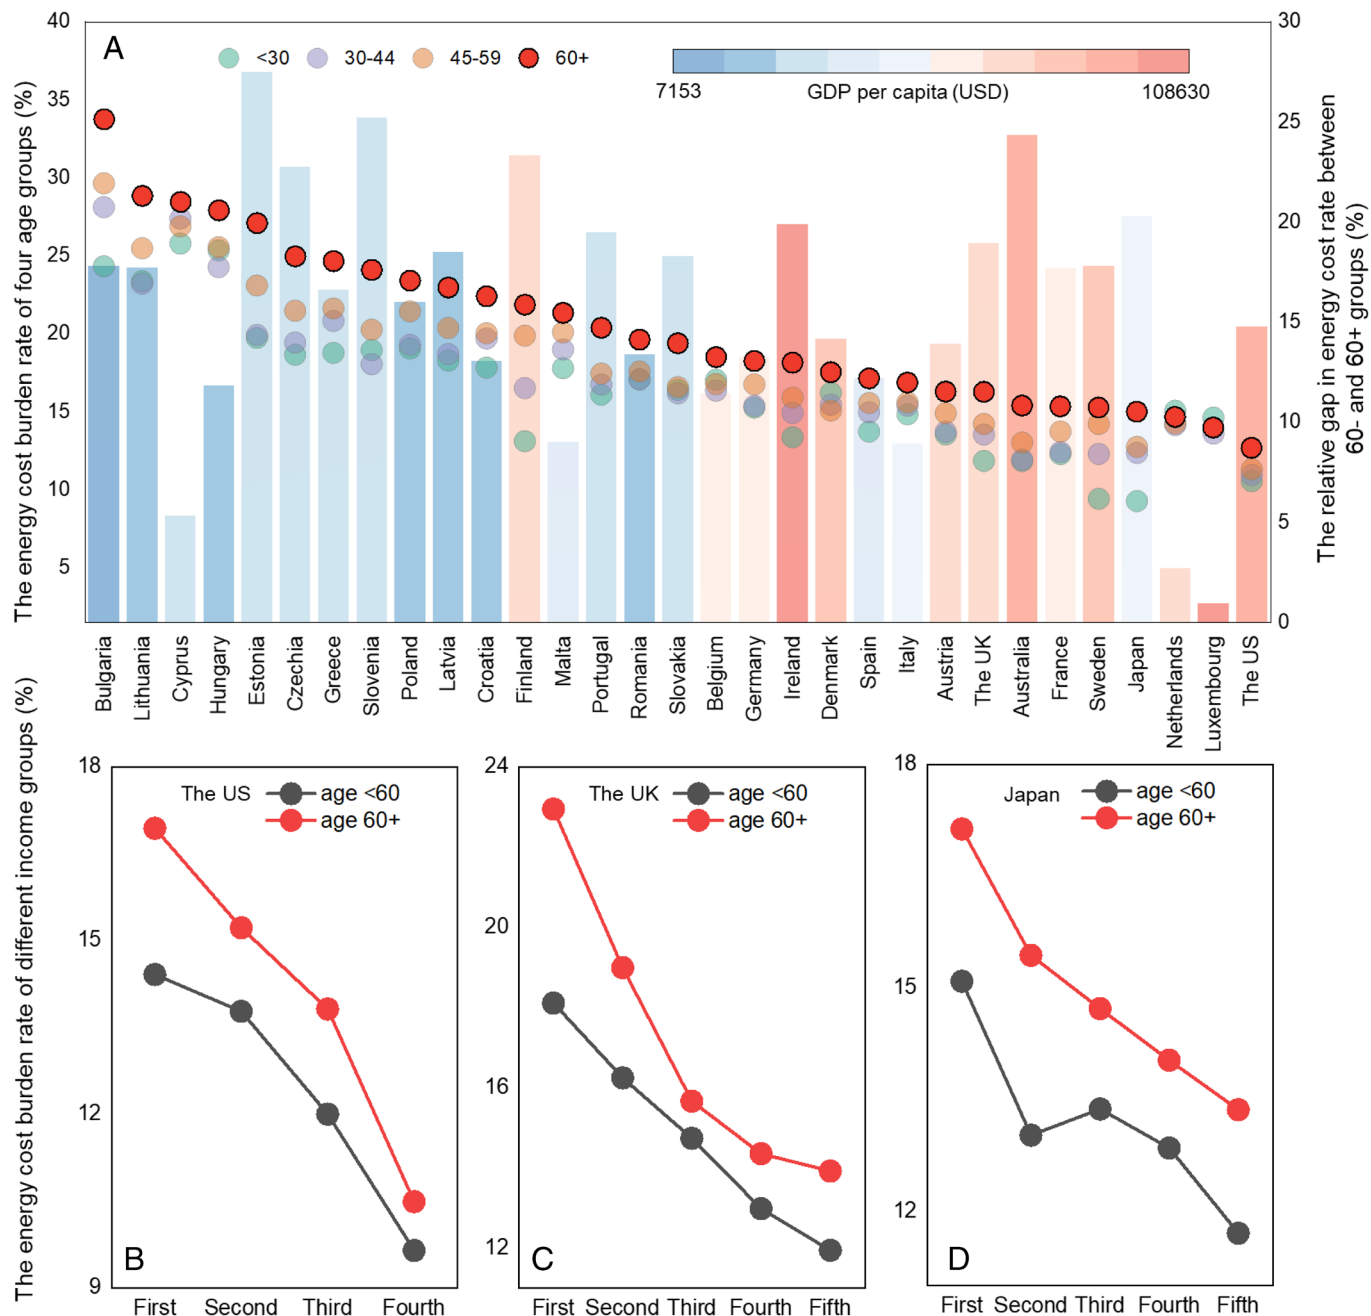 The energy cost burden rate of four age groups (%)
40
35
30
25
20
15
10
5
A
<30
30-44
45-59
60+
7153
GDP per capita (USD)
108630
30
25
20
15
10
5
0
The relative gap in energy cost rate between
60- and 60+ groups (%)
Bulgaria
Lithuania
Cyprus
Hungary
Estonia
Czechia
Greece
Slovenia
Poland
Latvia
Croatia
Finland
Malta
Portugal
Romania
Slovakia
Belgium
Germany
Ireland
Denmark
Spain
Italy
Austria
The UK
Australia
France
Sweden
Japan
Netherlands
Luxembourg
The US
The energy cost burden rate of different income groups (%)
18
15
12
9
The US
age <60
age 60+
B
First
Second
Third
Fourth
24
20
16
12
The UK
age <60
age 60+
C
First
Second
Third
Fourth
Fifth
18
15
12
Japan
age <60
age 60+
D
First
Second
Third
Fourth
Fifth